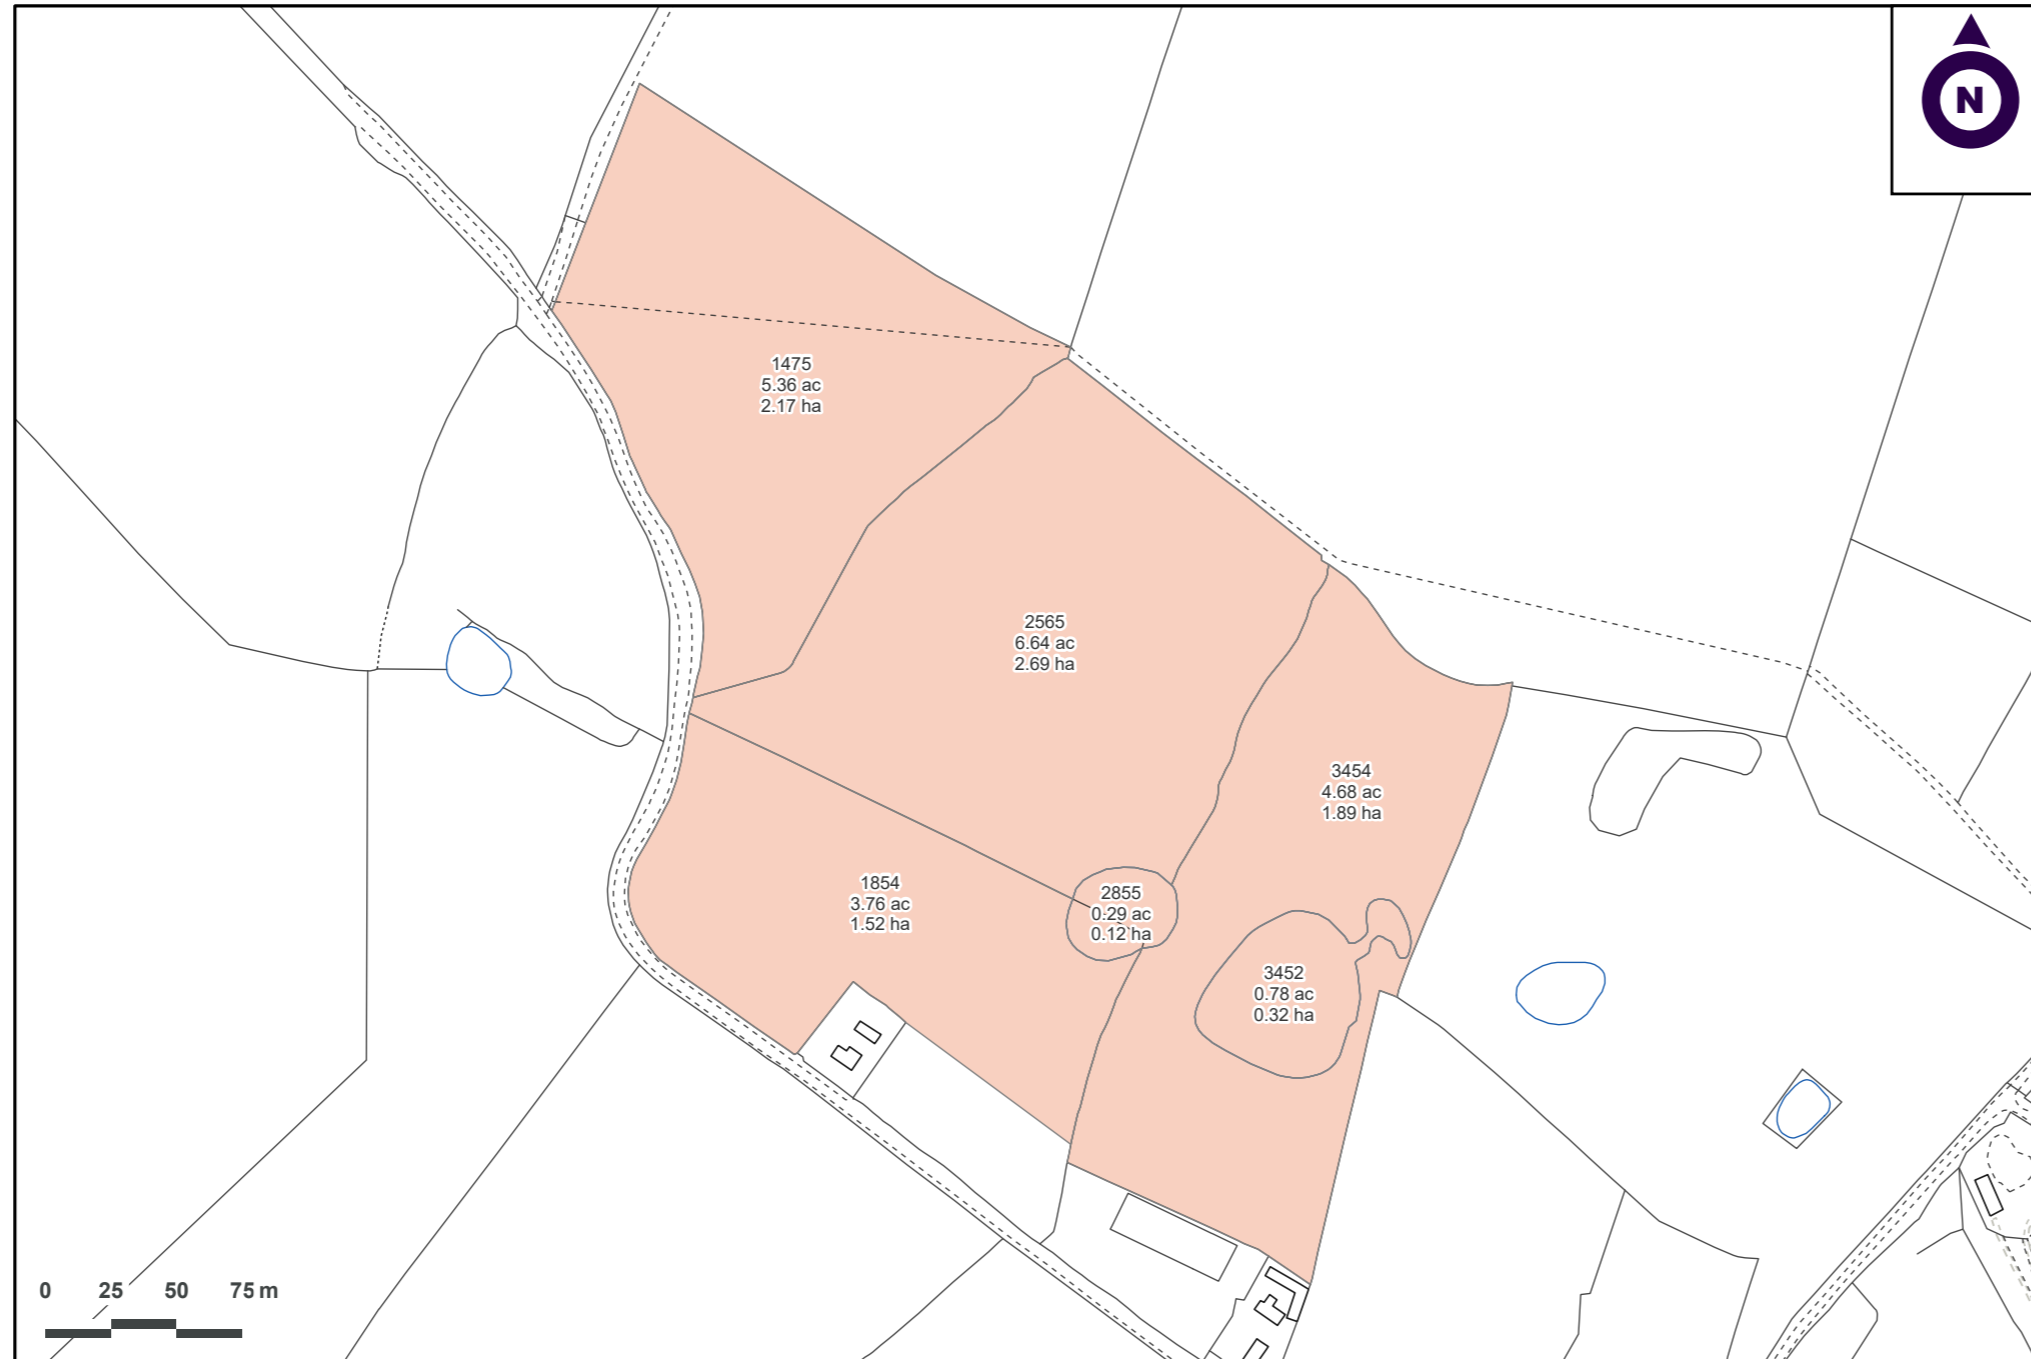 N
1475
5.36 ac
2.17 ha
2565
6.64 ac
2.69 ha
3454
4.68 ac
1.89 ha
1854
3.76 ac
1.52 ha
2855
0.29 ac
0.12 ha
3452
0.78 ac
0.32 ha
0 25 50 75 m